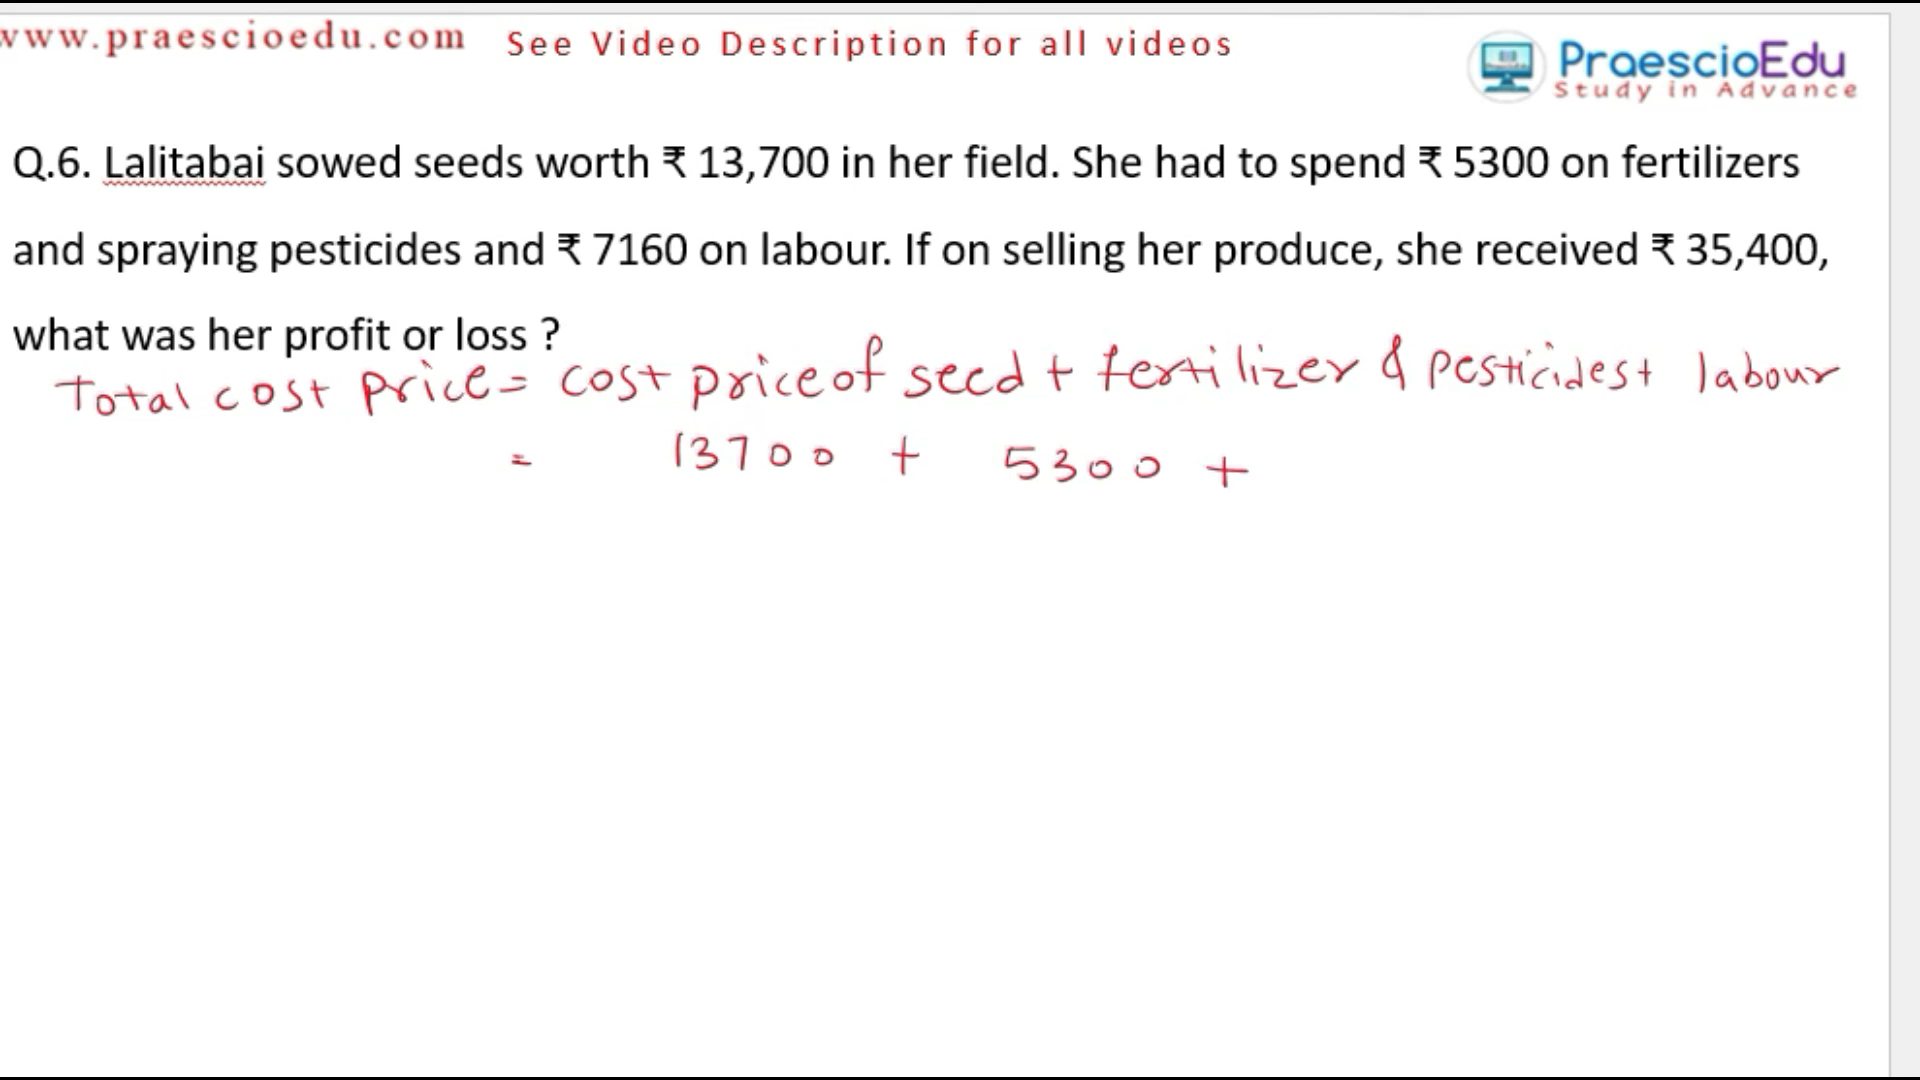 www.praescioedu.com See Video Description for all videos
PraescioEdu
Study in Advance
Q.6. Lalitabai sowed seeds worth ₹ 13,700 in her field. She had to spend ₹ 5300 on fertilizers
and spraying pesticides and ₹ 7160 on labour. If on selling her produce, she received ₹ 35,400,
what was her profit or loss ?
Total cost price = cost price of seed + fertilizer & pesticides + labour
= 13700 + 5300 +